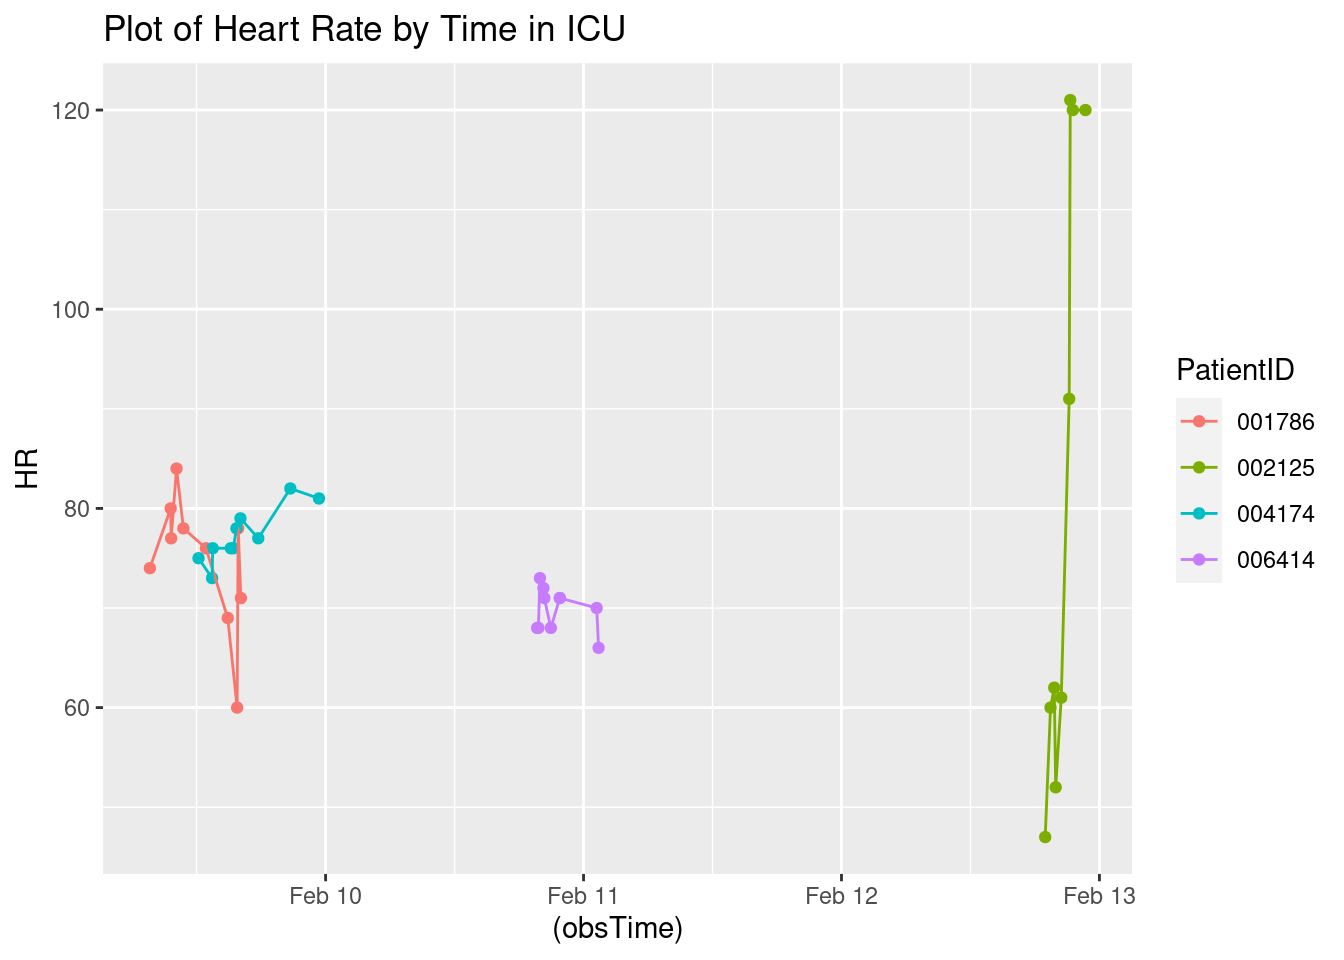 Plot of Heart Rate by Time in ICU
120
100
80
60
HR
Feb 10
Feb 11
Feb 12
Feb 13
(obsTime)
PatientID
001786
002125
004174
006414